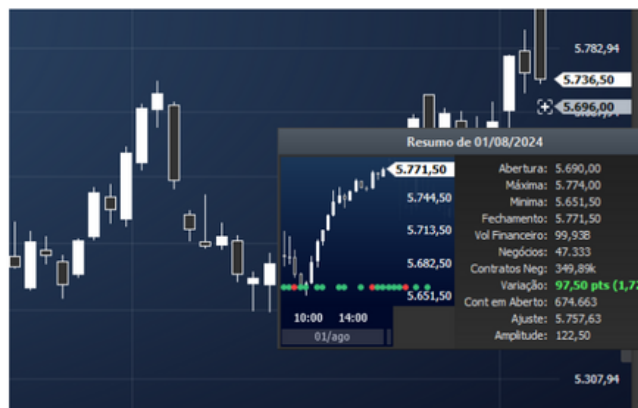 5.782,94
5.736,50
5.696,00
Resumo de 01/08/2024
5.771,50
5.744,50
5.713,50
5.682,50
5.651,50
10:00 14:00
01/ago
Abertura: 5.690,00
Máxima: 5.774,00
Minima: 5.651,50
Fechamento: 5.771,50
Vol Financeiro: 99,93B
Negócios: 47.333
Contratos Neg: 349,89k
Variação: 97,50 pts (1,7
Cont em Aberto: 674.663
Ajuste: 5.757,63
Amplitude: 122,50
5.307,94